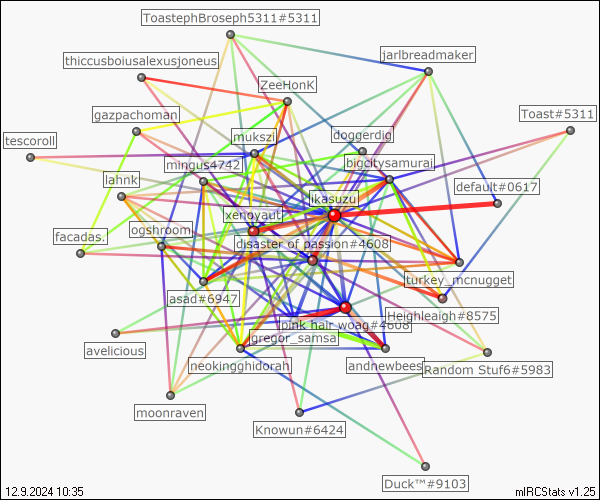 ToastephBroseph5311#5311
jarlbreadmaker
thiccusboiusalexusjoneus
ZeeHonK
gazpachoman
Toast#5311
mukszi
doggerdig
tescoroll
mingus4742
bigcitysamurai
lahnk
default#0617
ikasuzu
xenoyaut
ogshroom
facadas.
disaster of passion#4608
turkey_mcnugget
asad#6947
Heighleagh#8575
pink hair woag#4608
gregor_samsa
avelicious
neokingghidorah
andnewbees
Random Stuf6#5983
moonraven
Knowun#6424
Duck™#9103
12.9.2024 10:35
mIRCStats v1.25